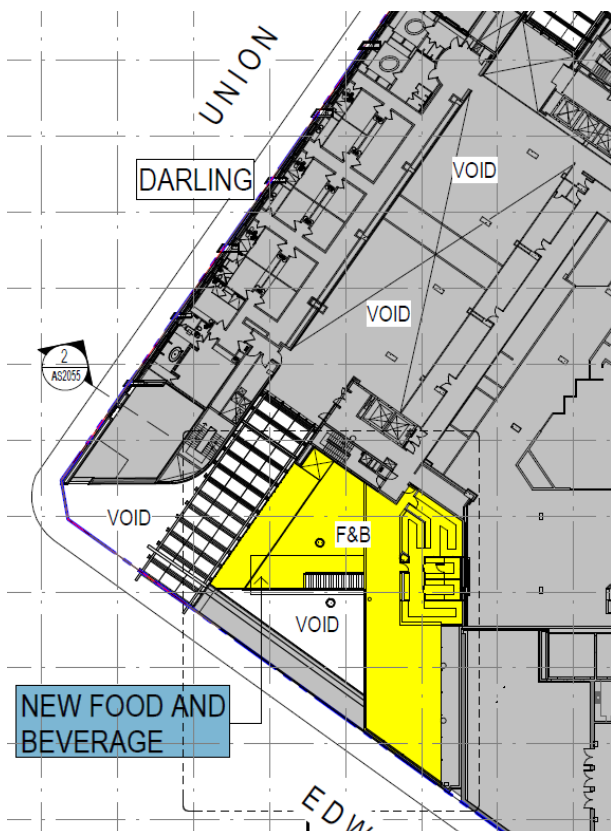 UNION
DARLING
VOID
VOID
2
AS2055
VOID
F&B
VOID
NEW FOOD AND
BEVERAGE
EDW